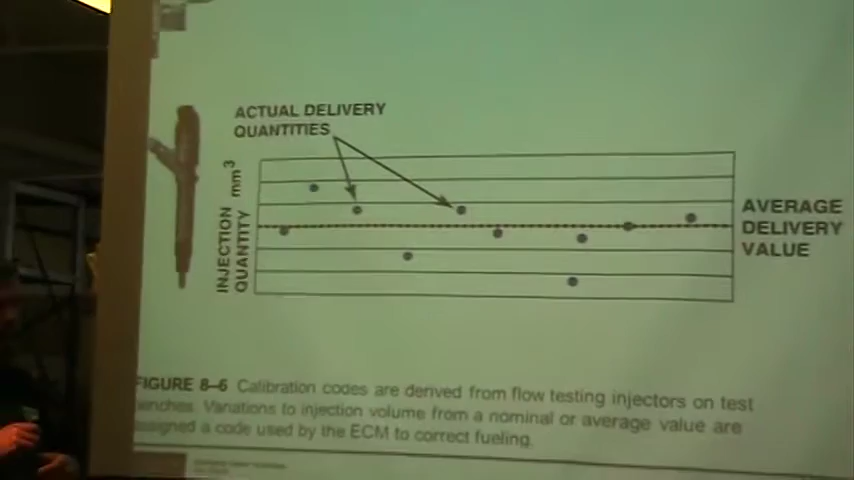 ACTUAL DELIVERY
QUANTITIES
INJECTION
QUANTITY mm³
AVERAGE
DELIVERY
VALUE
FIGURE 8–6 Calibration codes are derived from flow testing injectors on test
benches. Variations to injection volume from a nominal or average value are
assigned a code used by the ECM to correct fueling.